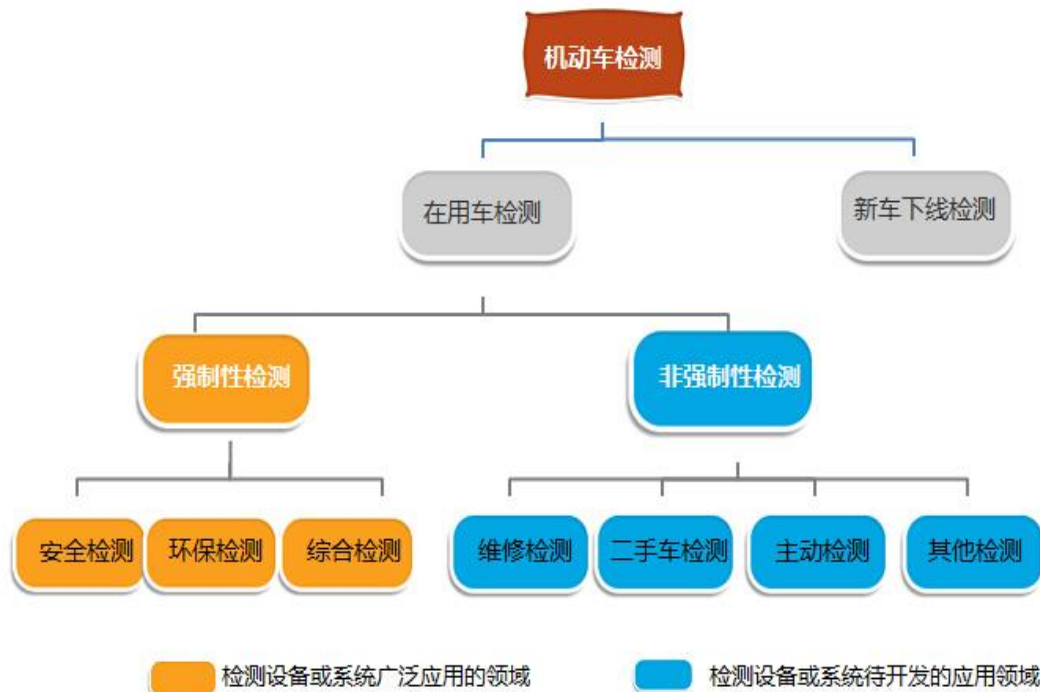 机动车检测
在用车检测
新车下线检测
强制性检测
非强制性检测
安全检测
环保检测
综合检测
维修检测
二手车检测
主动检测
其他检测
检测设备或系统广泛应用的领域
检测设备或系统待开发的应用领域